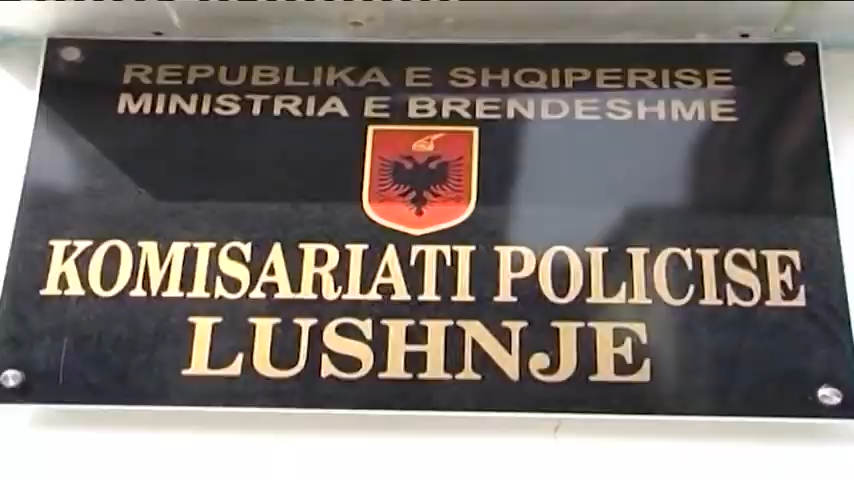 REPUBLIKA E SHQIPERISE
MINISTRIA E BRENDESHME
KOMISARIATI POLICISE
LUSHNJE